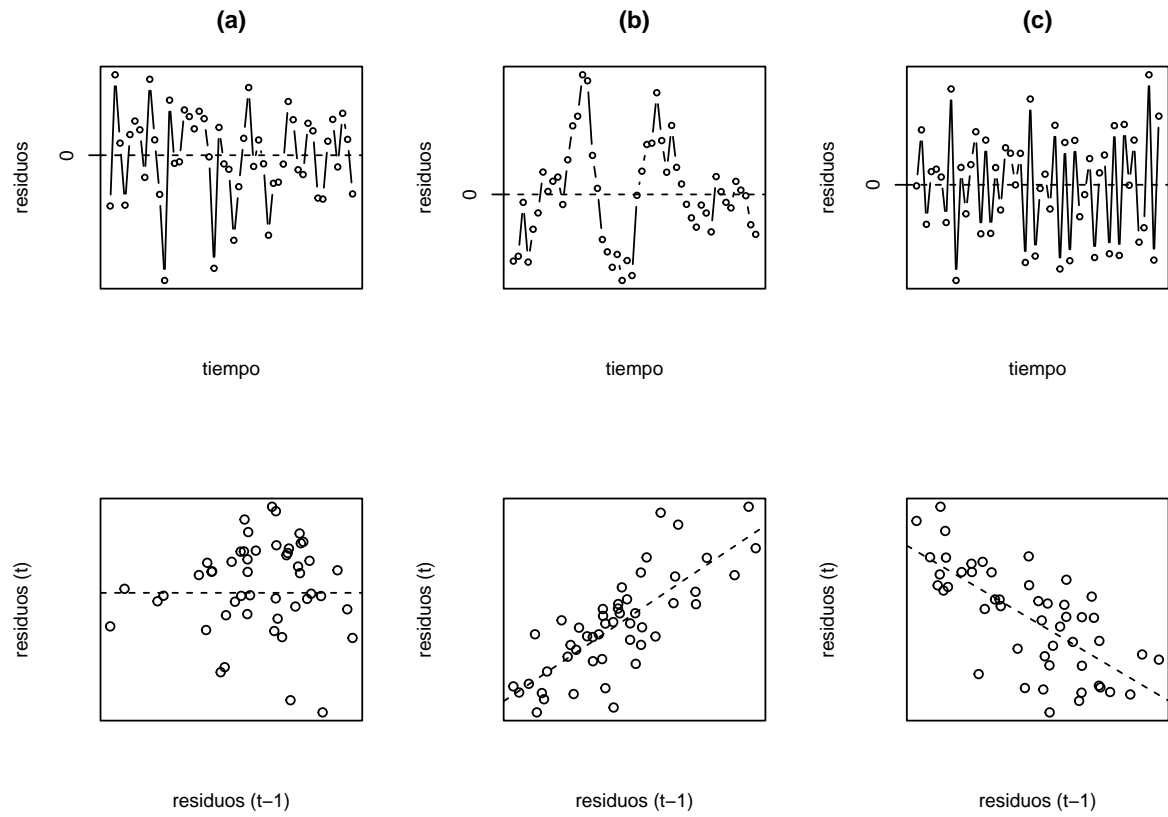 (a)
(b)
(c)
residuos
0
tiempo
residuos
0
tiempo
residuos
0
tiempo
residuos (t)
residuos (t−1)
residuos (t)
residuos (t−1)
residuos (t)
residuos (t−1)